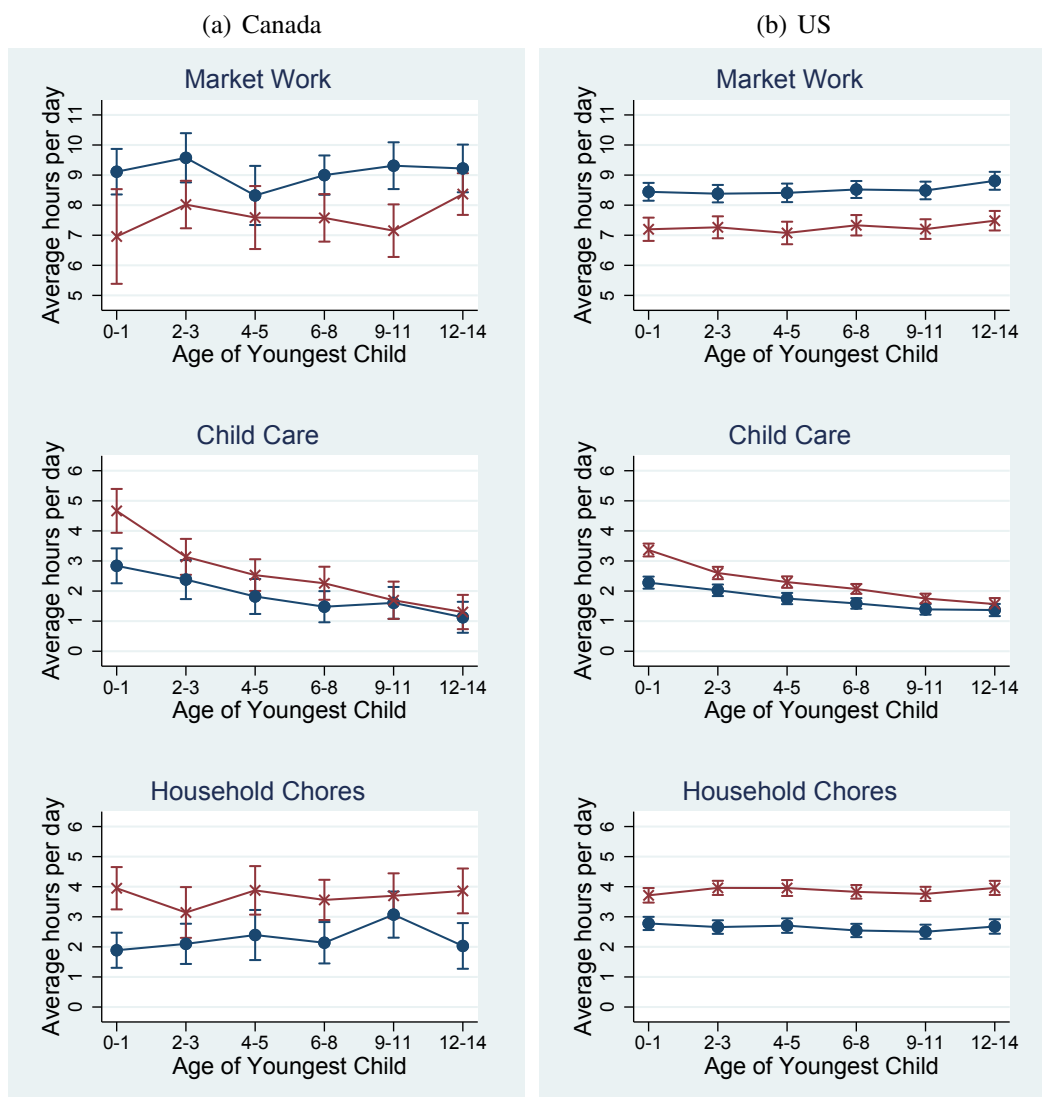 (a) Canada
Market Work
Average hours per day
11
10
9
8
7
6
5
0-1 2-3 4-5 6-8 9-11 12-14
Age of Youngest Child
Child Care
Average hours per day
6
5
4
3
2
1
0
0-1 2-3 4-5 6-8 9-11 12-14
Age of Youngest Child
Household Chores
Average hours per day
6
5
4
3
2
1
0
0-1 2-3 4-5 6-8 9-11 12-14
Age of Youngest Child
(b) US
Market Work
Average hours per day
11
10
9
8
7
6
5
0-1 2-3 4-5 6-8 9-11 12-14
Age of Youngest Child
Child Care
Average hours per day
6
5
4
3
2
1
0
0-1 2-3 4-5 6-8 9-11 12-14
Age of Youngest Child
Household Chores
Average hours per day
6
5
4
3
2
1
0
0-1 2-3 4-5 6-8 9-11 12-14
Age of Youngest Child